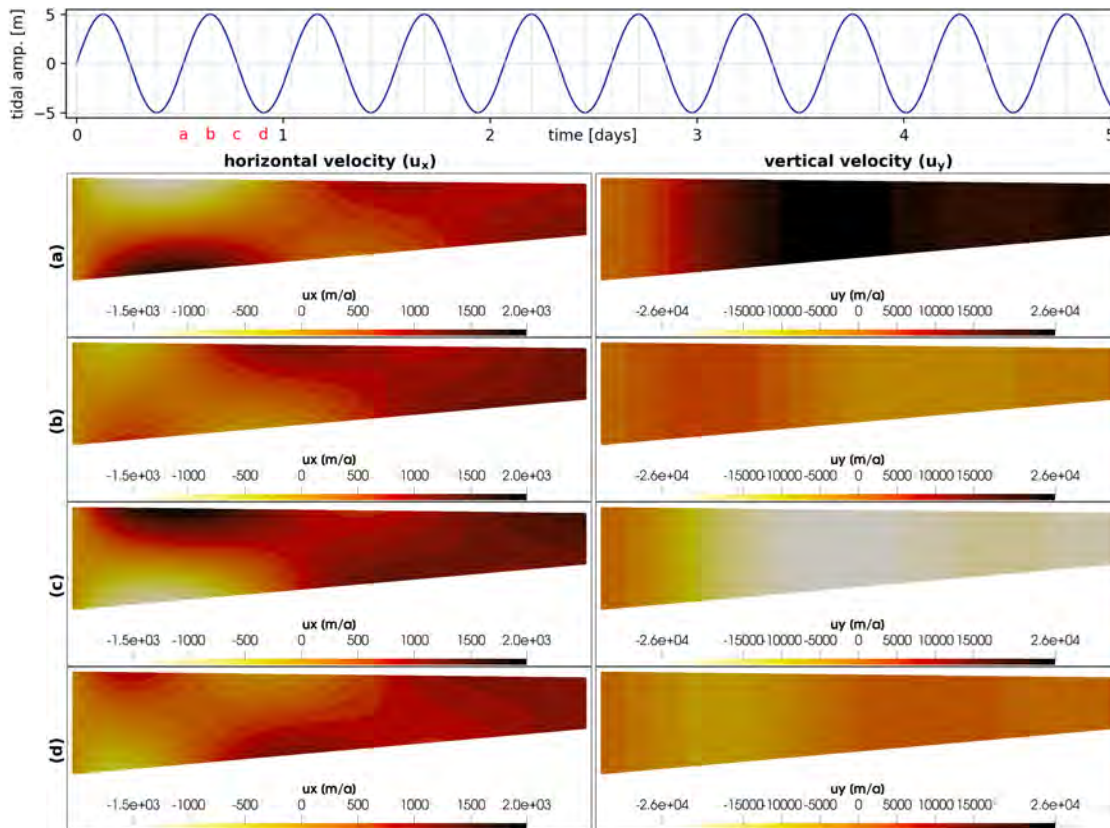 tidal amp. [m]
5
0
−5
0 1 2 3 4 5
a b c d
time [days]
horizontal velocity (uₓ) vertical velocity (u_y)
(a)
ux (m/a) uy (m/a)
-1.5e+03 -1000 -500 0 500 1000 1500 2.0e+03 -2.6e+04 -15000 -10000 -5000 0 5000 10000 15000 2.6e+04
(b)
ux (m/a) uy (m/a)
-1.5e+03 -1000 -500 0 500 1000 1500 2.0e+03 -2.6e+04 -15000 -10000 -5000 0 5000 10000 15000 2.6e+04
(c)
ux (m/a) uy (m/a)
-1.5e+03 -1000 -500 0 500 1000 1500 2.0e+03 -2.6e+04 -15000 -10000 -5000 0 5000 10000 15000 2.6e+04
(d)
ux (m/a) uy (m/a)
-1.5e+03 -1000 -500 0 500 1000 1500 2.0e+03 -2.6e+04 -15000 -10000 -5000 0 5000 10000 15000 2.6e+04